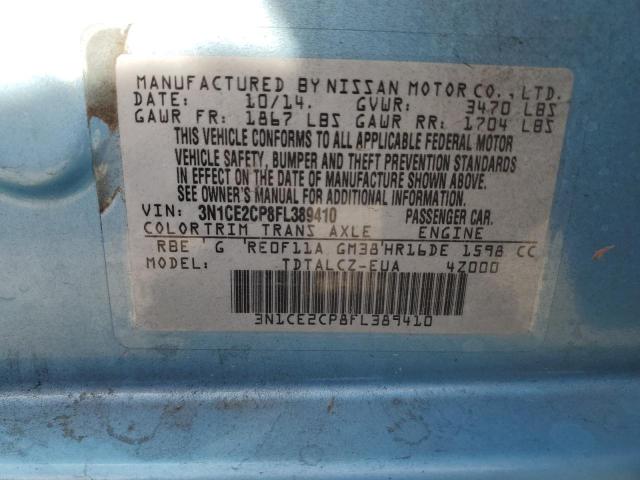 MANUFACTURED BY NISSAN MOTOR CO., LTD.
DATE: 10/14. GVWR: 3470 LBS
GAWR FR: 1867 LBS GAWR RR: 1704 LBS
THIS VEHICLE CONFORMS TO ALL APPLICABLE FEDERAL MOTOR
VEHICLE SAFETY, BUMPER AND THEFT PREVENTION STANDARDS
IN EFFECT ON THE DATE OF MANUFACTURE SHOWN ABOVE.
SEE OWNER'S MANUAL FOR ADDITIONAL INFORMATION.
VIN: 3N1CE2CP8FL389410 PASSENGER CAR.
COLOR TRIM TRANS AXLE ENGINE
RBE ' G 'RE0F11A GM38'HR16DE 1598 CC
MODEL: TDTALCZ-EUA 4Z000
3N1CE2CP8FL389410